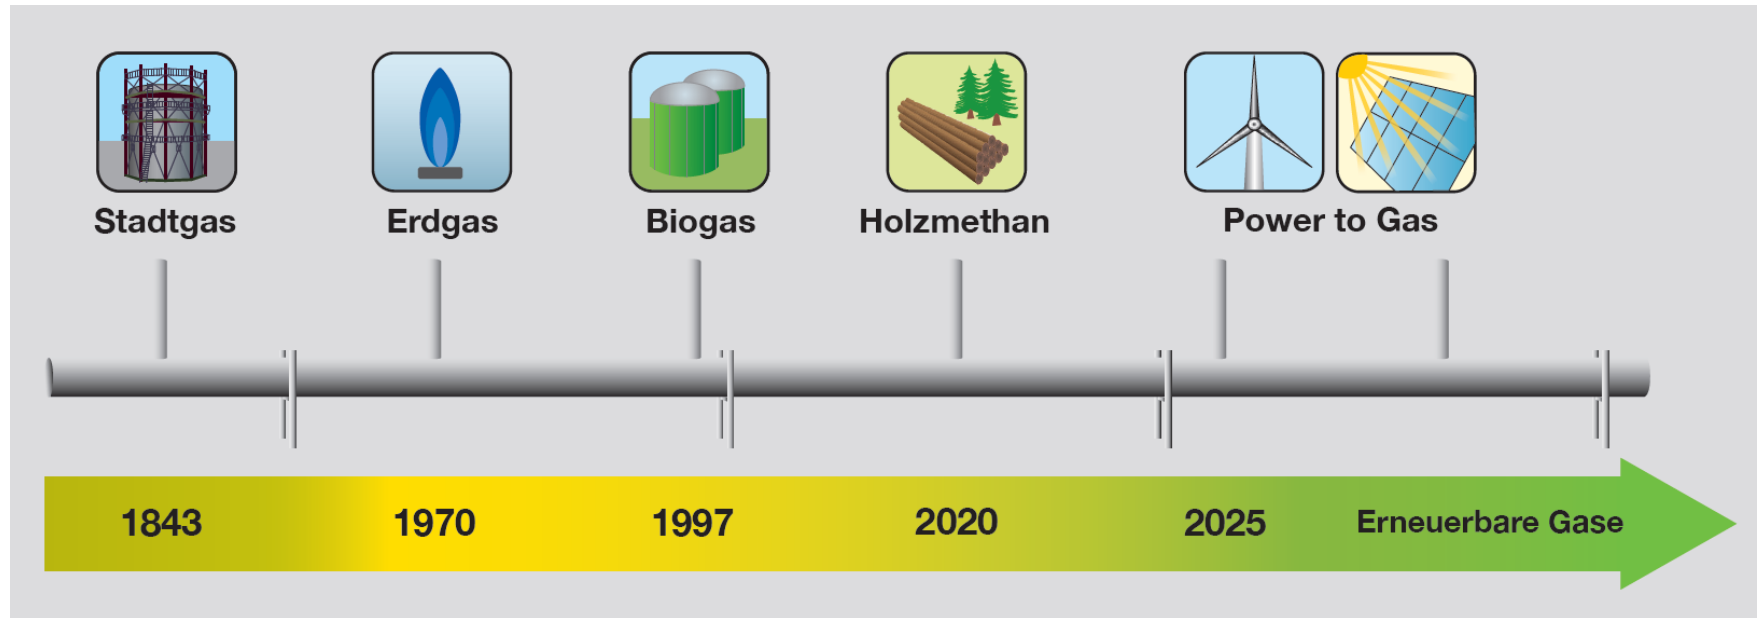 Stadtgas
Erdgas
Biogas
Holzmethan
Power to Gas
1843
1970
1997
2020
2025
Erneuerbare Gase